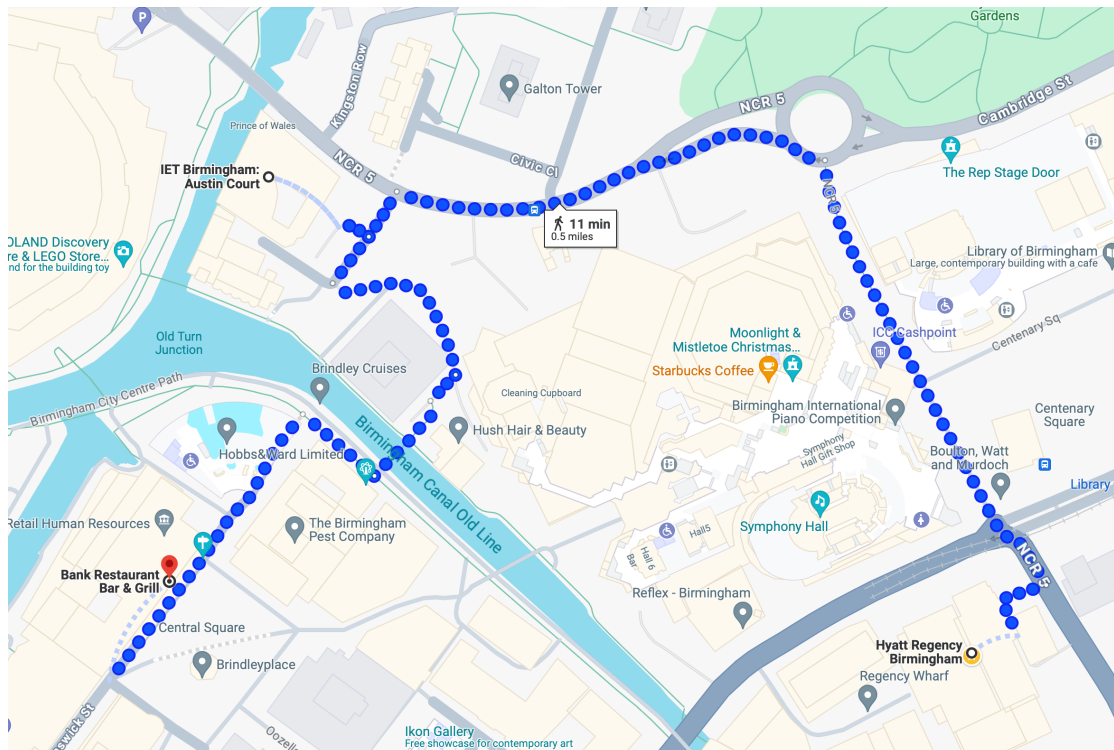 Gardens
P
Kingston Row
Galton Tower
NCR 5
Cambridge St
Prince of Wales
Civic Cl
NCR 5
IET Birmingham:
Austin Court
The Rep Stage Door
NCR 5
11 min
0.5 miles
OLAND Discovery
re & LEGO Store...
nd for the building toy
Library of Birmingham
Large, contemporary building with a cafe
Old Turn
Junction
Moonlight &
Mistletoe Christmas...
ICC Cashpoint
Centenary Sq
Starbucks Coffee
Brindley Cruises
Birmingham City Centre Path
Cleaning Cupboard
Birmingham International
Piano Competition
Centenary
Square
Hush Hair & Beauty
Hobbs&Ward Limited
Birmingham Canal Old Line
Symphony
Hall Gift Shop
Boulton, Watt
and Murdoch
Library
Retail Human Resources
The Birmingham
Pest Company
Symphony Hall
Hall5
Hall 6
Bar
NCR 5
Bank Restaurant
Bar & Grill
Reflex - Birmingham
Central Square
Hyatt Regency
Birmingham
Brindleyplace
Regency Wharf
nswick St
Oozells
Ikon Gallery
Free showcase for contemporary art